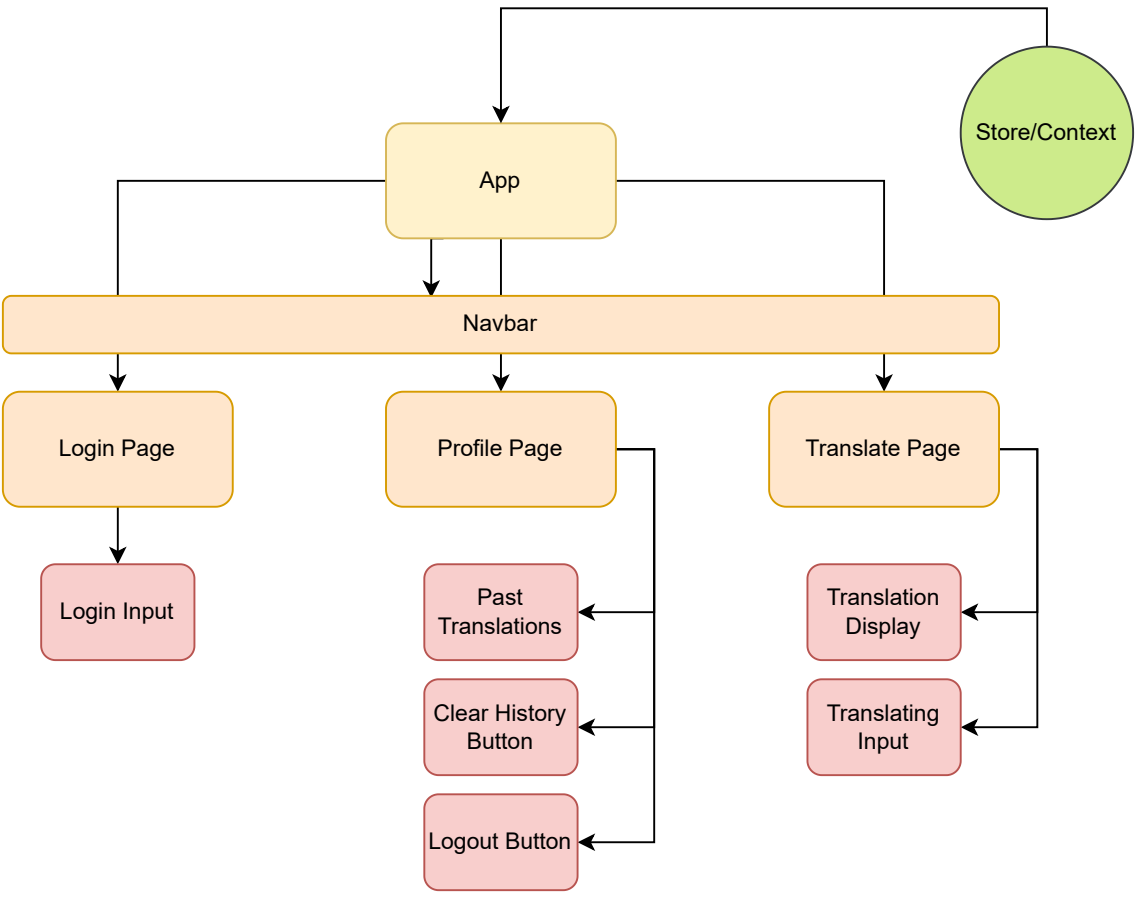 Store/Context
App
Navbar
Login Page
Profile Page
Translate Page
Login Input
Past
Translations
Translation
Display
Clear History
Button
Translating
Input
Logout Button